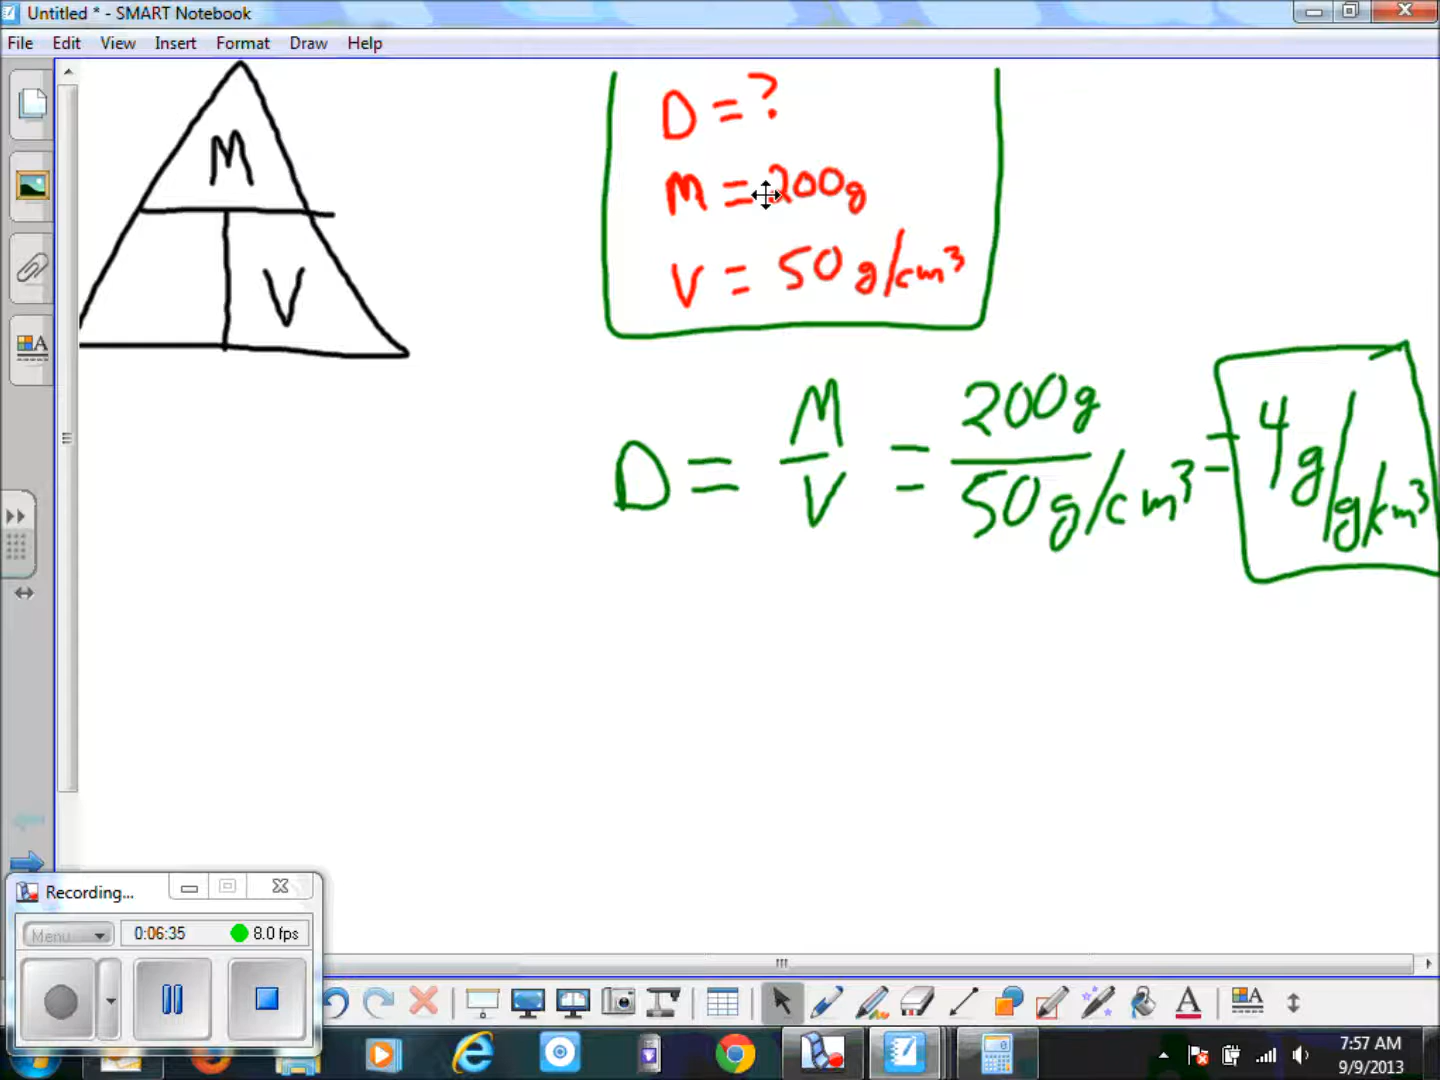 Untitled * - SMART Notebook
File Edit View Insert Format Draw Help
M
V
D = ?
M = 200g
V = 50 g/cm³
D = M/V = 200g / 50g/cm³ = 4g/g/cm³
Recording...
Menu
0:06:35
8.0 fps
7:57 AM
9/9/2013